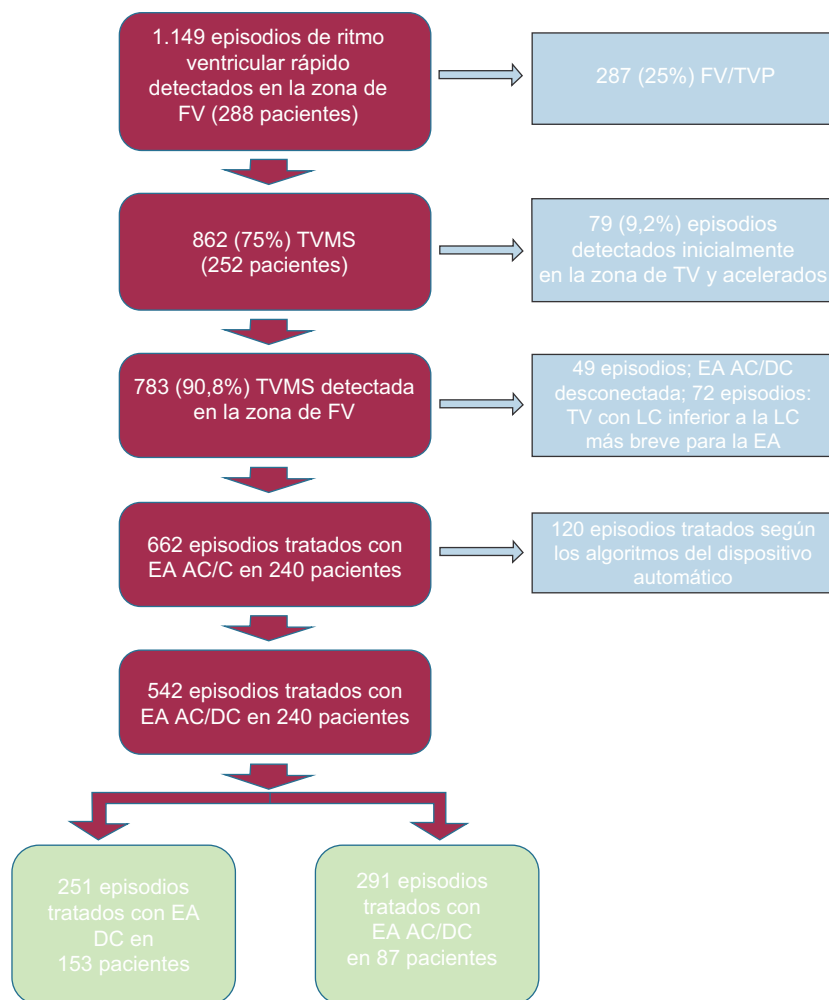 1.149 episodios de ritmo
ventricular rápido
detectados en la zona de
FV (288 pacientes)
287 (25%) FV/TVP
862 (75%) TVMS
(252 pacientes)
79 (9,2%) episodios
detectados inicialmente
en la zona de TV y acelerados
783 (90,8%) TVMS detectada
en la zona de FV
49 episodios; EA AC/DC
desconectada; 72 episodios:
TV con LC inferior a la LC
más breve para la EA
662 episodios tratados con
EA AC/C en 240 pacientes
120 episodios tratados según
los algoritmos del dispositivo
automático
542 episodios tratados con
EA AC/DC en 240 pacientes
251 episodios
tratados con EA
DC en
153 pacientes
291 episodios
tratados con
EA AC/DC
en 87 pacientes